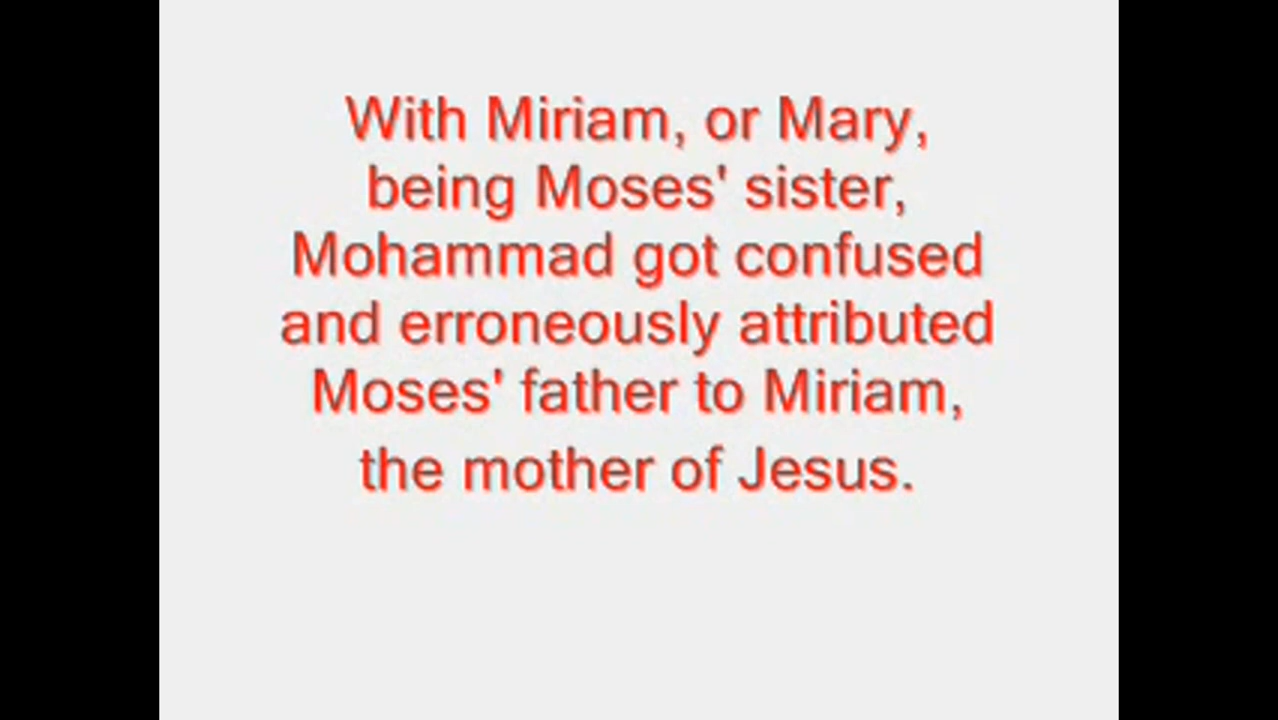 With Miriam, or Mary,
being Moses' sister,
Mohammad got confused
and erroneously attributed
Moses' father to Miriam,
the mother of Jesus.